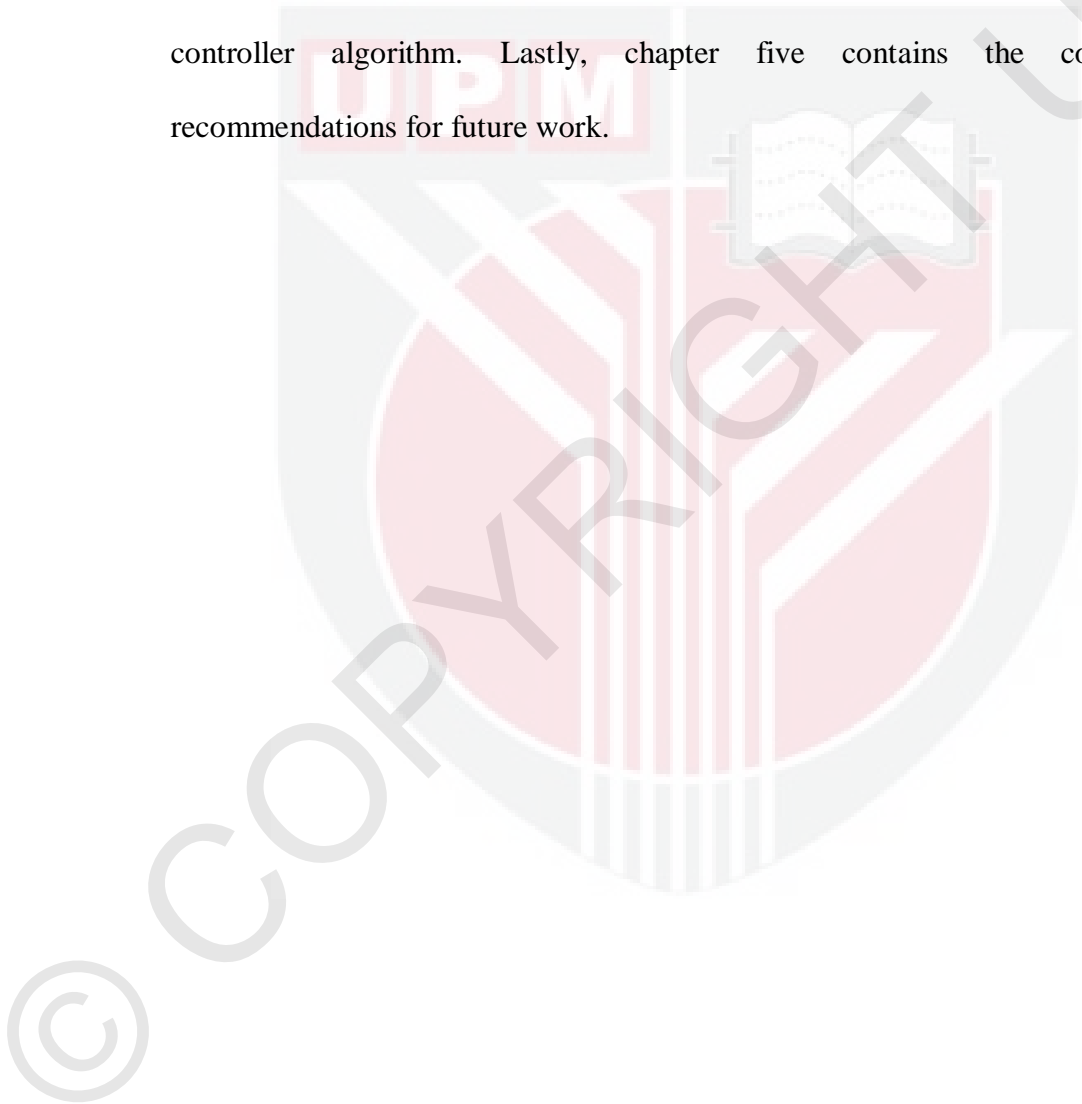 controller algorithm. Lastly, chapter five contains the
recommendations for future work.
UPM
© COPYRIGHT